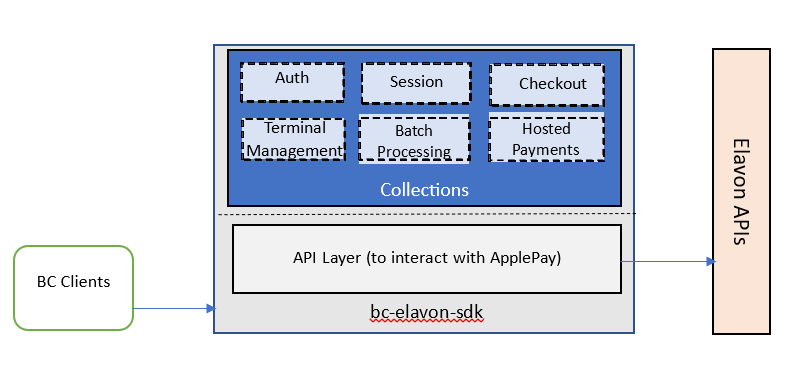 Auth
Session
Checkout
Terminal
Management
Batch
Processing
Hosted
Payments
Collections
API Layer (to interact with ApplePay)
bc-elavon-sdk
BC Clients
Elavon APIs